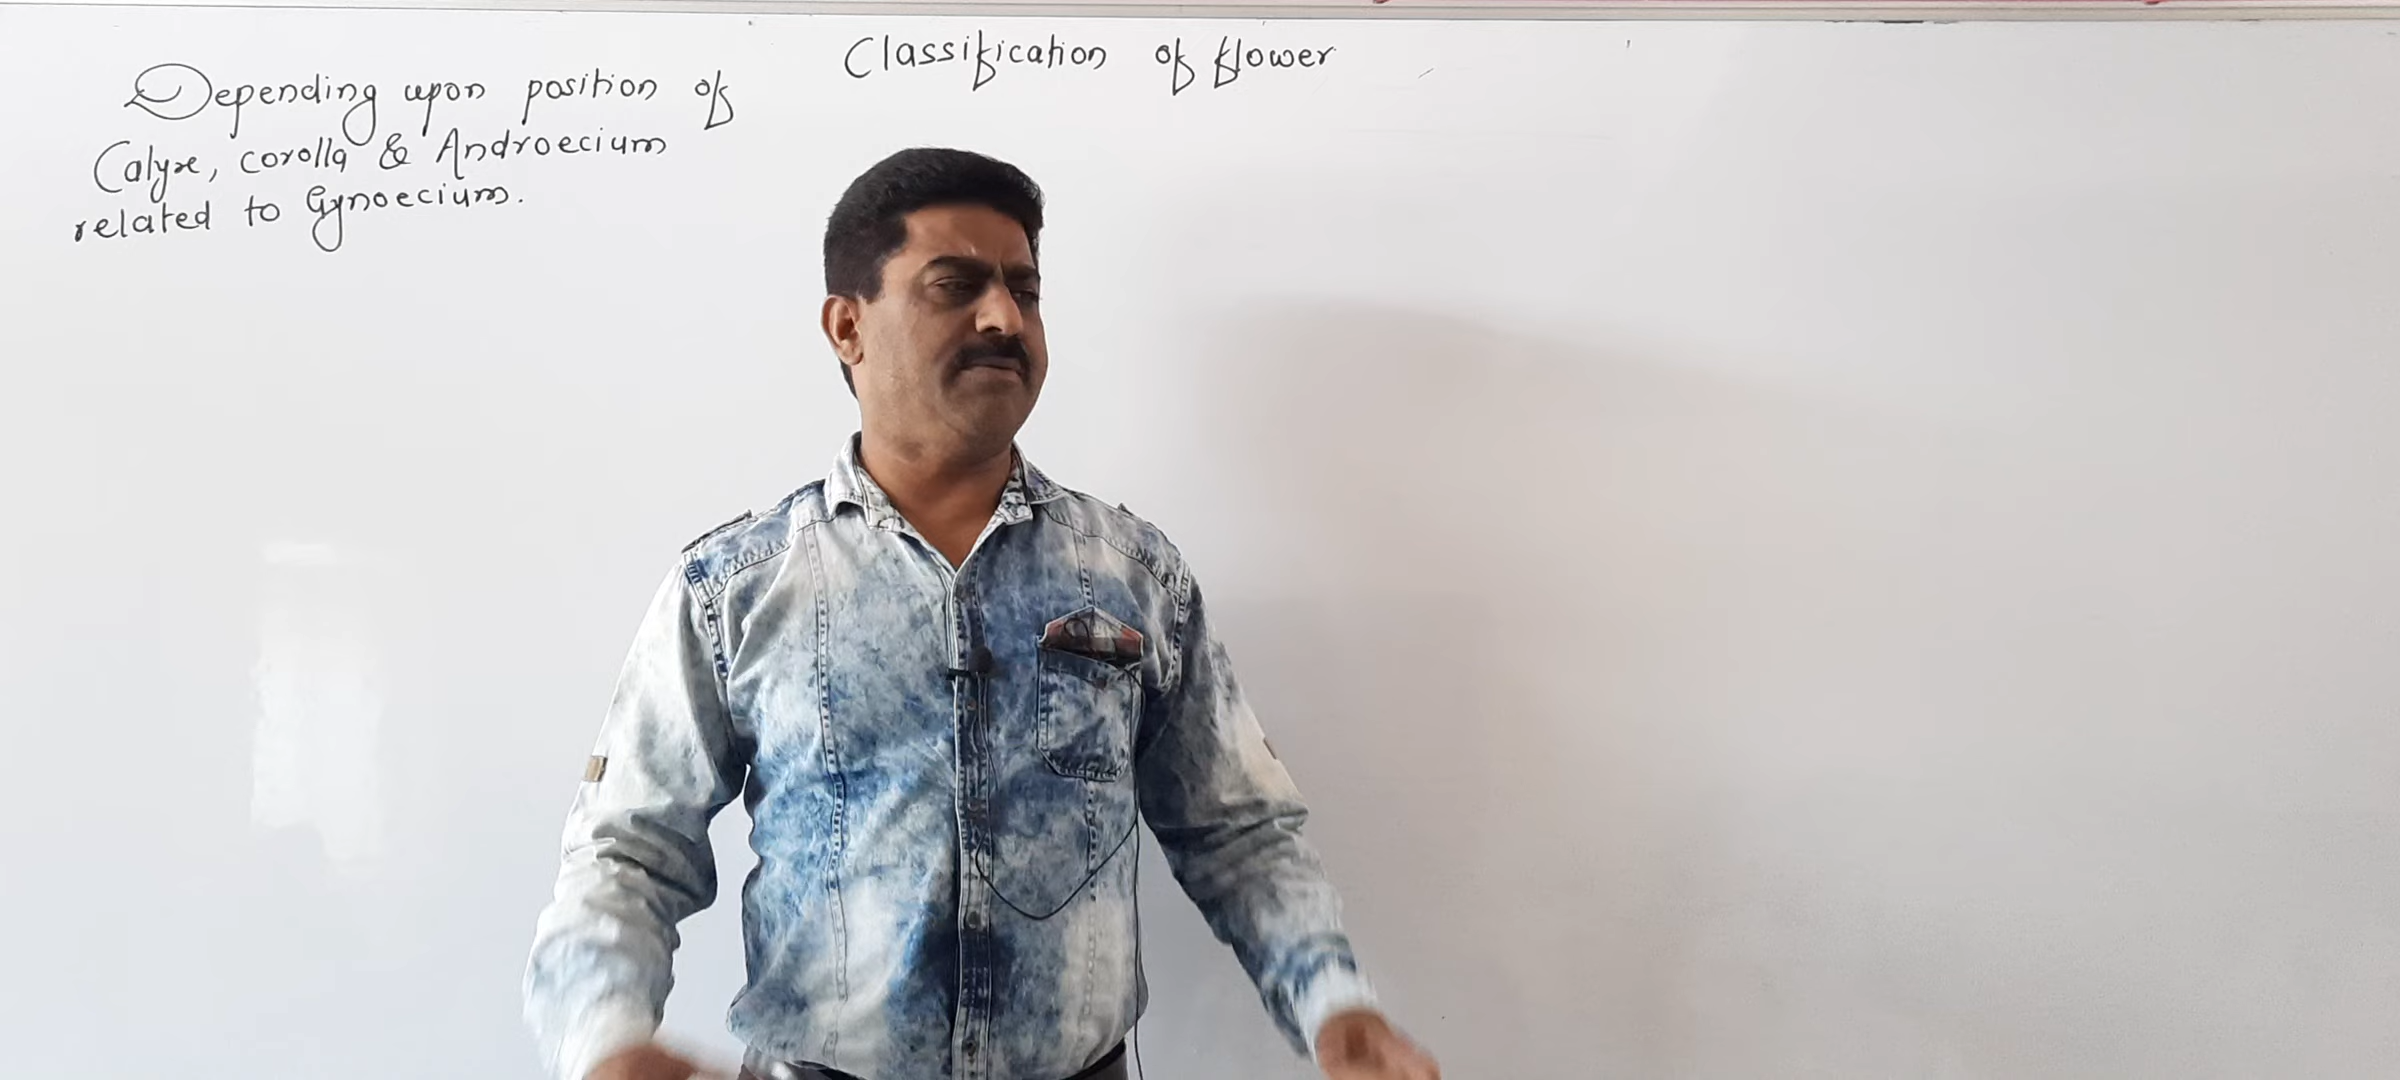 Classification of flower
Depending upon position of
Calyx, corolla & Androecium
related to Gynoecium.